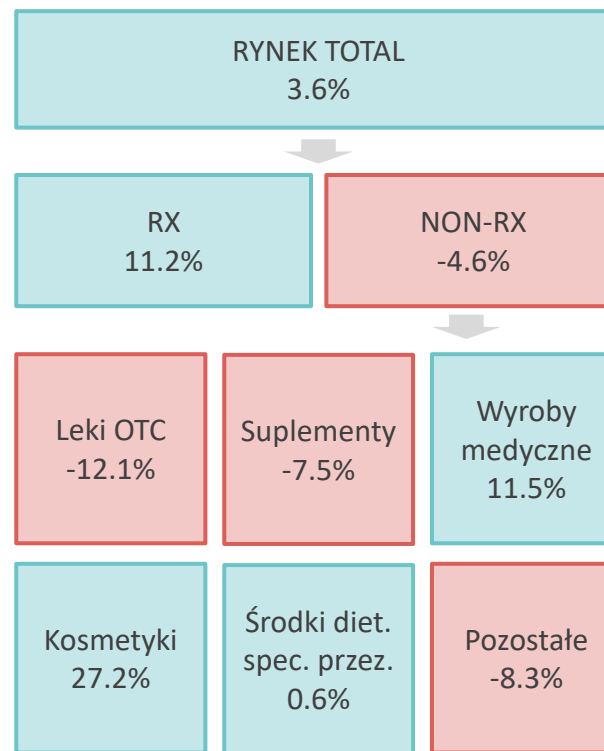 RYNEK TOTAL
3.6%
RX
11.2%
NON-RX
-4.6%
Leki OTC
-12.1%
Suplementy
-7.5%
Wyroby
medyczne
11.5%
Kosmetyki
27.2%
Środki diet.
spec. przez.
0.6%
Pozostałe
-8.3%